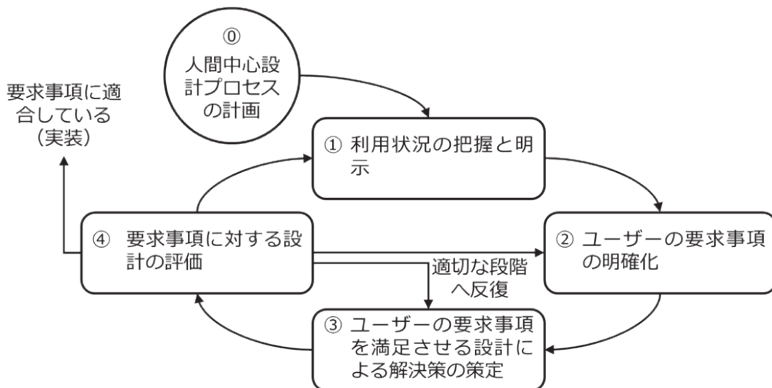 ⓪
人間中心設
計プロセス
の計画
要求事項に適
合している
（実装）
① 利用状況の把握と明
示
④ 要求事項に対する設
計の評価
② ユーザーの要求事項
の明確化
適切な段階
へ反復
③ ユーザーの要求事項
を満足させる設計に
よる解決策の策定